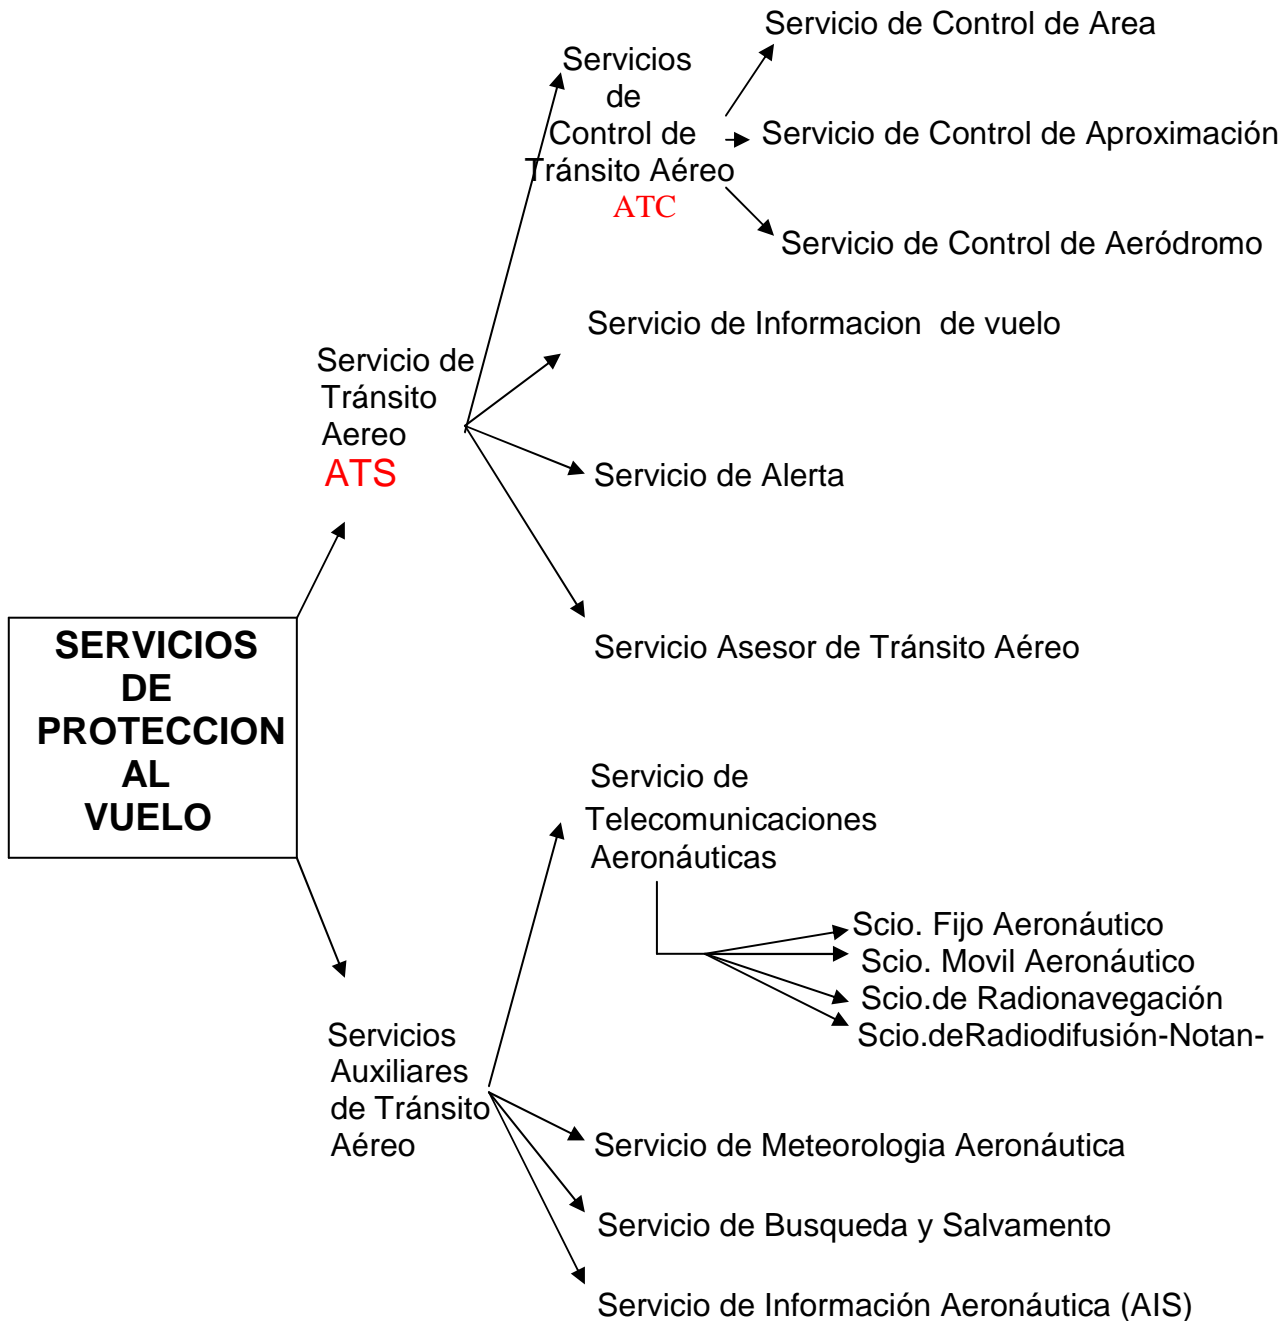 Servicio de Control de Area
Servicios
de
Control de
Tránsito Aéreo
ATC
Servicio de Control de Aproximación
Servicio de Control de Aeródromo
Servicio de Informacion  de vuelo
Servicio de
Tránsito
Aereo
ATS
Servicio de Alerta
Servicio Asesor de Tránsito Aéreo
SERVICIOS
DE
PROTECCION
AL
VUELO
Servicio de
Telecomunicaciones
Aeronáuticas
Scio. Fijo Aeronáutico
Scio. Movil Aeronáutico
Scio.de Radionavegación
Scio.deRadiodifusión-Notan-
Servicios
Auxiliares
de Tránsito
Aéreo
Servicio de Meteorologia Aeronáutica
Servicio de Busqueda y Salvamento
Servicio de Información Aeronáutica (AIS)